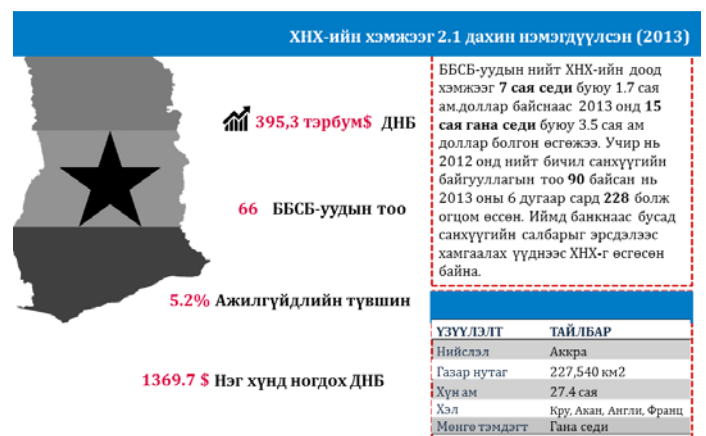 ХНХ-ийн хэмжээг 2.1 дахин нэмэгдүүлсэн (2013)
395,3 тэрбум$ ДНБ
66 ББСБ-уудын тоо
5.2% Ажилгүйдлийн түвшин
1369.7 $ Нэг хүнд ногдох ДНБ
ББСБ-уудын нийт ХНХ-ийн доод
хэмжээг 7 сая седи буюу 1.7 сая
ам.доллар байснаас 2013 онд 15
сая гана седи буюу 3.5 сая ам
доллар болгон өсгөжээ. Учир нь
2012 онд нийт бичил санхүүгийн
байгууллагын тоо 90 байсан нь
2013 оны 6 дугаар сард 228 болж
огцом өссөн. Иймд банкнаас бусад
санхүүгийн салбарыг эрсдэлээс
хамгаалах үүднээс ХНХ-г өсгөсөн
байна.
ҮЗҮҮЛЭЛТ ТАЙЛБАР
Нийслэл Аккра
Газар нутаг 227,540 км2
Хүн ам 27.4 сая
Хэл Кру, Акан, Англи, Франц
Мөнгө тэмдэгт Гана седи